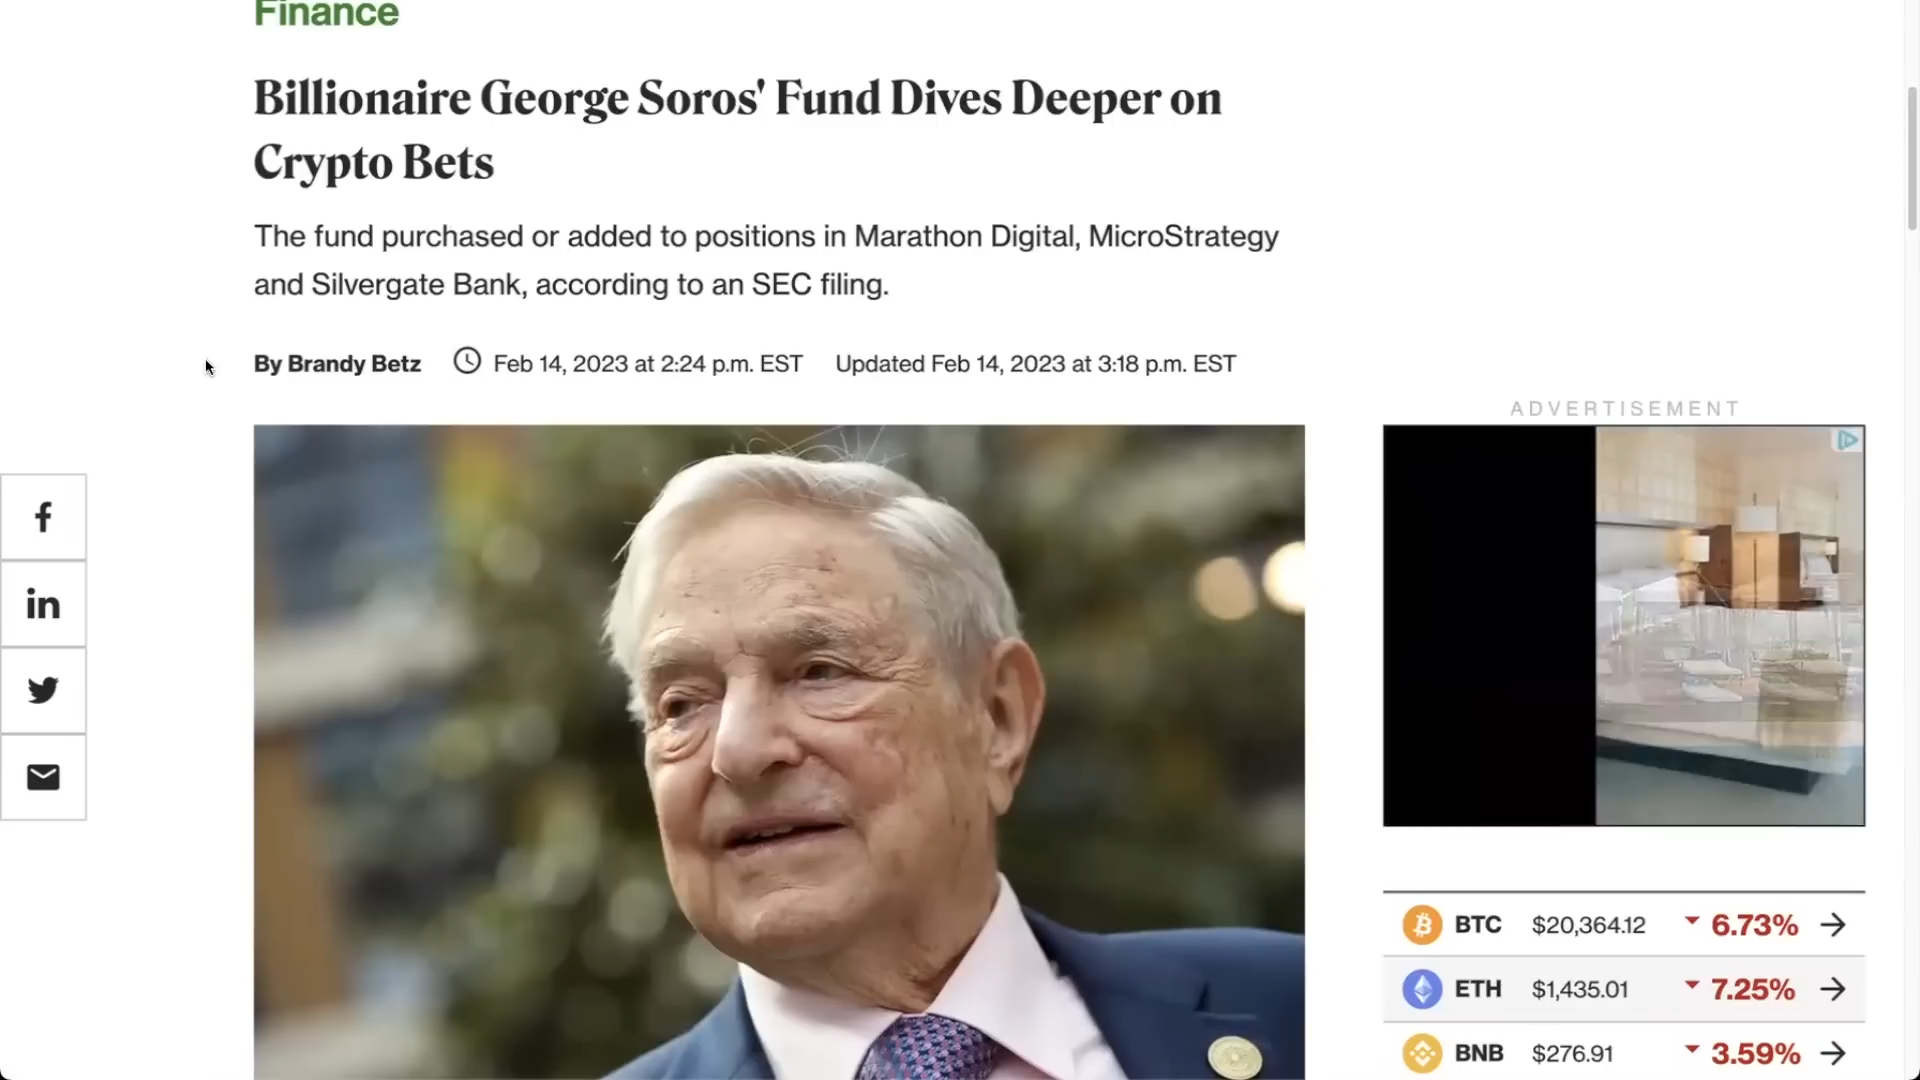 Finance
Billionaire George Soros' Fund Dives Deeper on
Crypto Bets
The fund purchased or added to positions in Marathon Digital, MicroStrategy
and Silvergate Bank, according to an SEC filing.
By Brandy Betz Feb 14, 2023 at 2:24 p.m. EST Updated Feb 14, 2023 at 3:18 p.m. EST
ADVERTISEMENT
f
in
BTC $20,364.12 6.73%
ETH $1,435.01 7.25%
BNB $276.91 3.59%